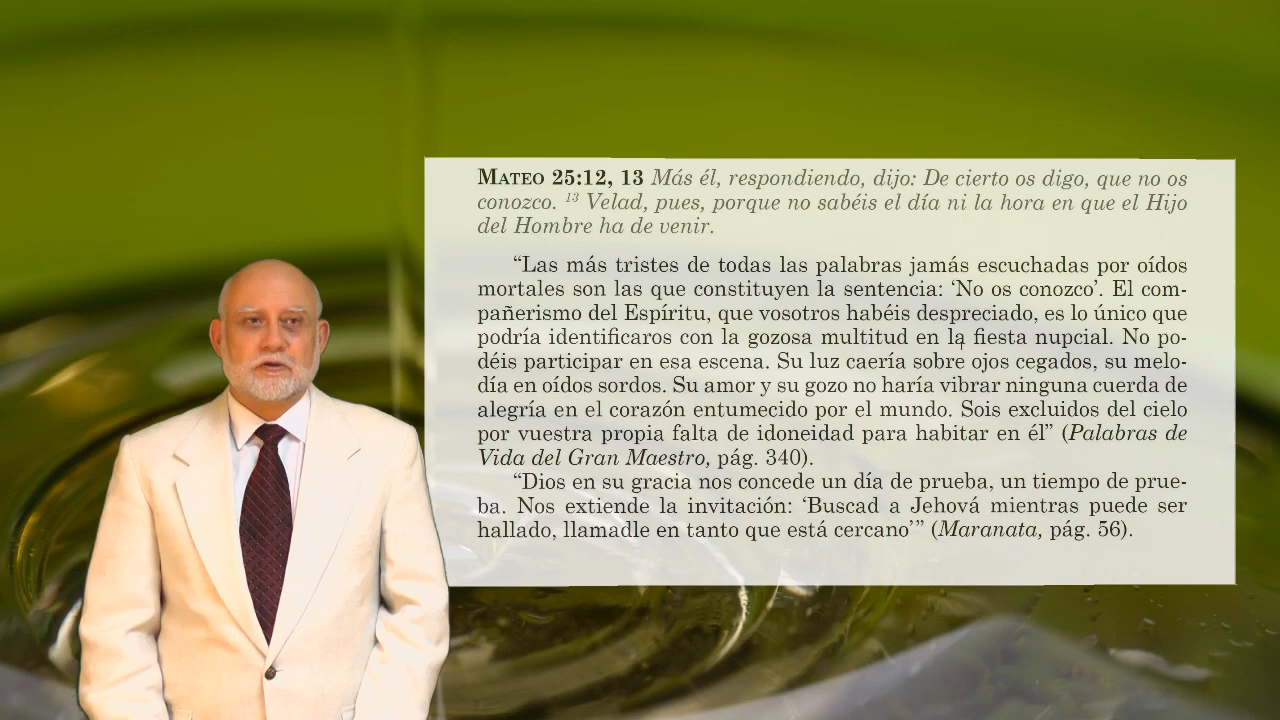 MATEO 25:12, 13 Más él, respondiendo, dijo: De cierto os digo, que no os
conozco. 13 Velad, pues, porque no sabéis el día ni la hora en que el Hijo
del Hombre ha de venir.
“Las más tristes de todas las palabras jamás escuchadas por oídos
mortales son las que constituyen la sentencia: ‘No os conozco’. El com-
pañerismo del Espíritu, que vosotros habéis despreciado, es lo único que
podría identificaros con la gozosa multitud en la fiesta nupcial. No po-
déis participar en esa escena. Su luz caería sobre ojos cegados, su melo-
día en oídos sordos. Su amor y su gozo no haría vibrar ninguna cuerda de
alegría en el corazón entumecido por el mundo. Sois excluidos del cielo
por vuestra propia falta de idoneidad para habitar en él” (Palabras de
Vida del Gran Maestro, pág. 340).
“Dios en su gracia nos concede un día de prueba, un tiempo de prue-
ba. Nos extiende la invitación: ‘Buscad a Jehová mientras puede ser
hallado, llamadle en tanto que está cercano’” (Maranata, pág. 56).